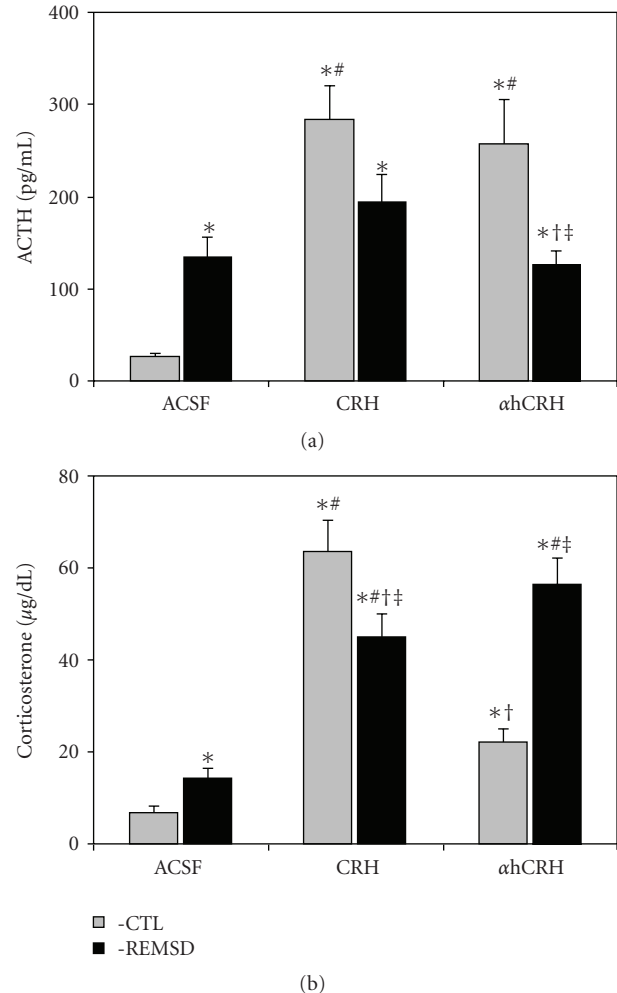 400
∗#
∗#
300
∗
200
∗
∗†‡
100
0
ACTH (pg/mL)
ACSF CRH αhCRH
(a)
80
∗#
∗#‡
60
∗#†‡
40
∗†
20
∗
0
Corticosterone (μg/dL)
ACSF CRH αhCRH
-CTL
-REMSD
(b)